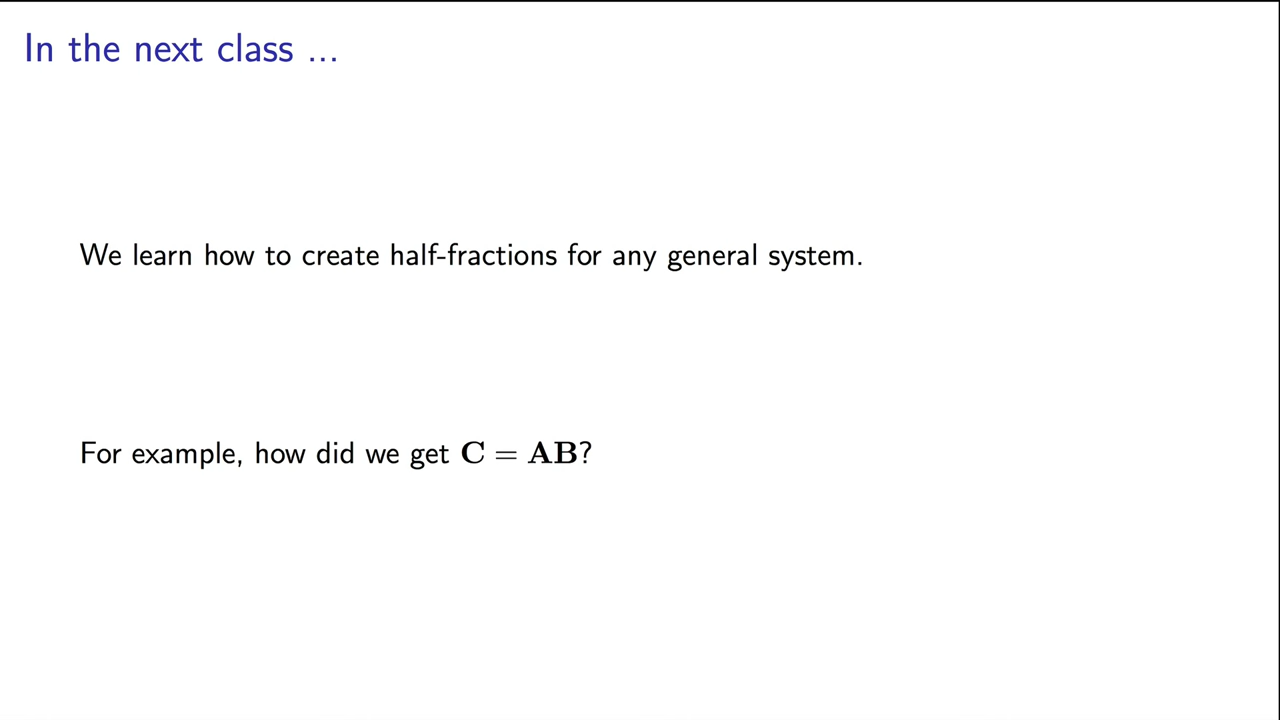 In the next class ...
We learn how to create half-fractions for any general system.
For example, how did we get C = AB?